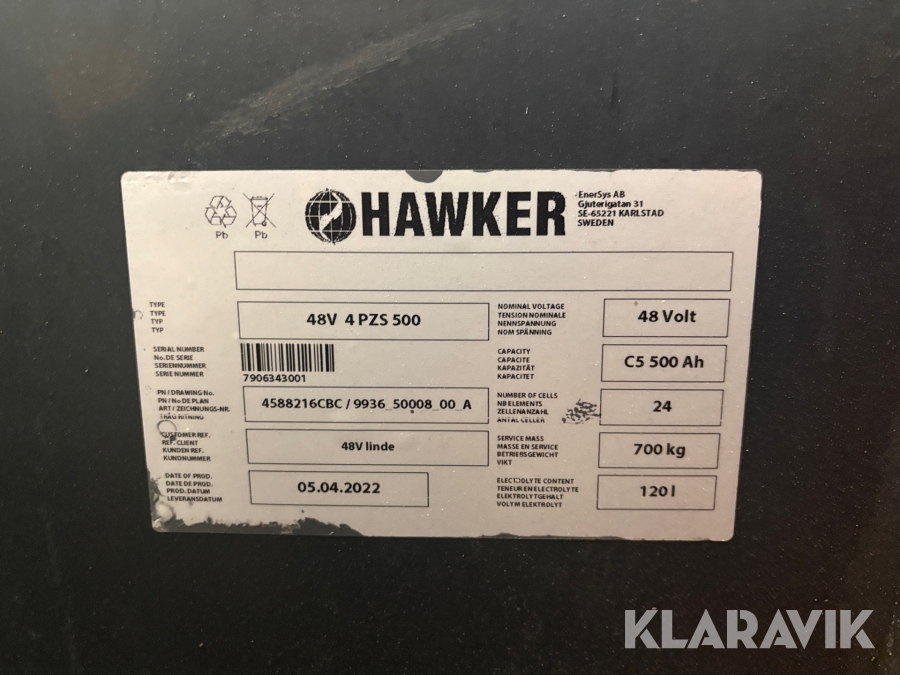 HAWKER
EnerSys AB
Gjuterigatan 31
SE-65221 KARLSTAD
SWEDEN
Pb Pb
TYPE
TYPE
TYP
TYP
48V 4 PZS 500
NOMINAL VOLTAGE
TENSION NOMINALE
NENNSPANNUNG
NOM SPÄNNING
48 Volt
SERIAL NUMBER
No.DE SERIE
SERIENNUMMER
SERIE NUMMER
7906343001
CAPACITY
CAPACITE
KAPAZITÄT
KAPACITET
C5 500 Ah
PN / DRAWING No.
PN / No DE PLAN
ART / ZEICHNUNGS-NR.
4588216CBC / 9936_50008_00_A
NUMBER OF CELLS
NB ELEMENTS
ZELLENANZAHL
ANTAL CELLER
24
CUSTOMER REF.
REF. CLIENT
KUNDEN REF.
KUNDNUMMER
48V linde
SERVICE MASS
MASSE EN SERVICE
BETRIEBSGEWICHT
VIKT
700 kg
DATE OF PROD.
DATE DE PROD.
PROD. DATUM
LEVERANSDATUM
05.04.2022
ELECTROLYTE CONTENT
TENEUR EN ELECTROLYTE
ELEKTROLYTGEHALT
VOLYM ELEKTROLYT
120 l
KLARAVIK